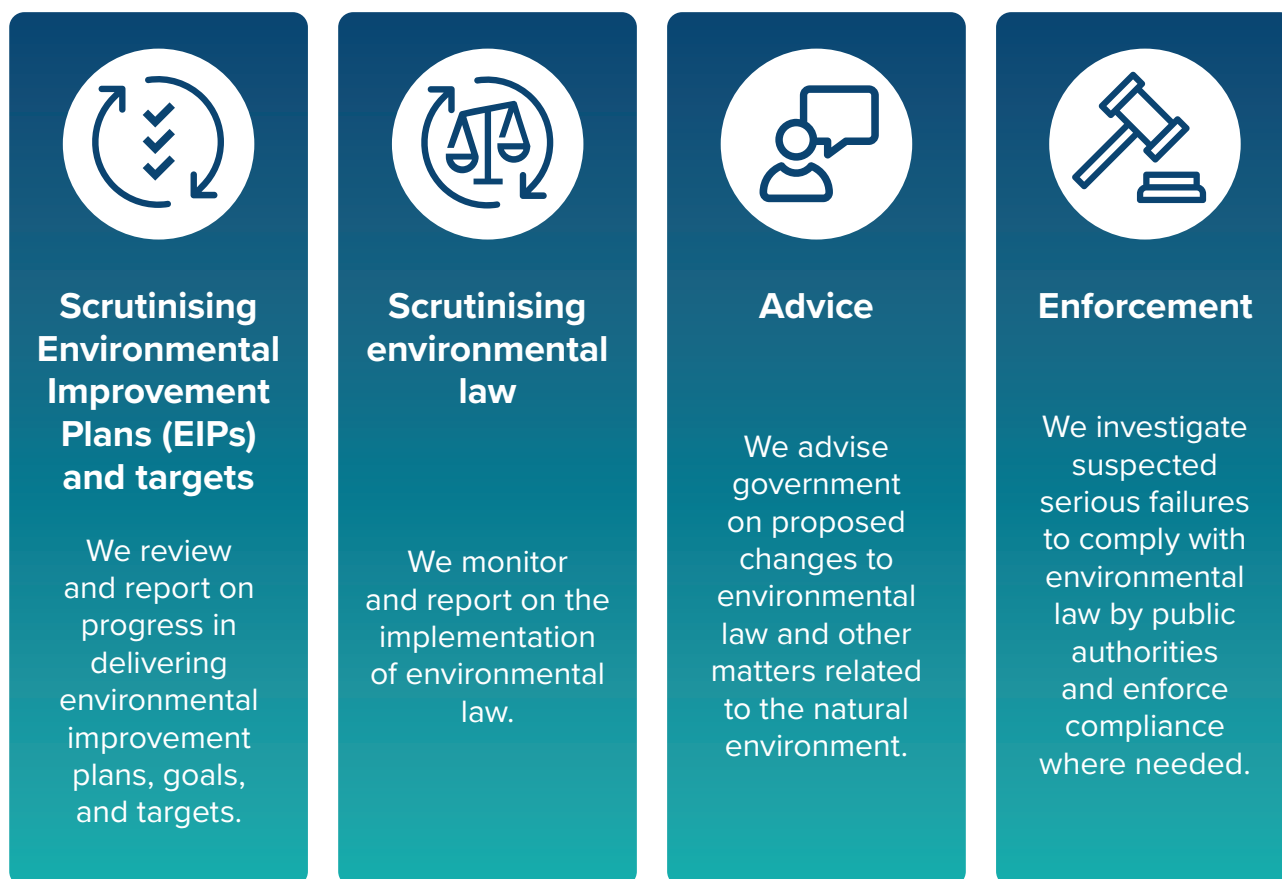 Scrutinising
Environmental
Improvement
Plans (EIPs)
and targets
We review
and report on
progress in
delivering
environmental
improvement
plans, goals,
and targets.
Scrutinising
environmental
law
We monitor
and report on the
implementation
of environmental
law.
Advice
We advise
government
on proposed
changes to
environmental
law and other
matters related
to the natural
environment.
Enforcement
We investigate
suspected
serious failures
to comply with
environmental
law by public
authorities
and enforce
compliance
where needed.